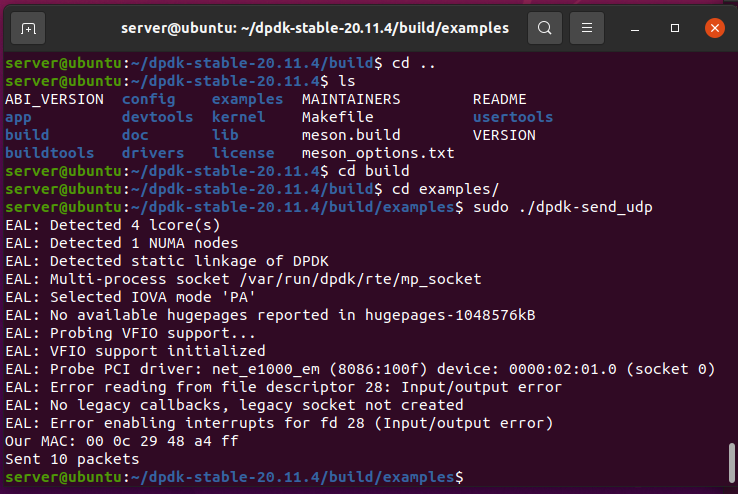 server@ubuntu: ~/dpdk-stable-20.11.4/build/examples
server@ubuntu:~/dpdk-stable-20.11.4/build$ cd ..
server@ubuntu:~/dpdk-stable-20.11.4$ ls
ABI_VERSION  config    examples  MAINTAINERS        README
app          devtools  kernel    Makefile           usertools
build        doc       lib       meson.build        VERSION
buildtools   drivers   license   meson_options.txt
server@ubuntu:~/dpdk-stable-20.11.4$ cd build
server@ubuntu:~/dpdk-stable-20.11.4/build$ cd examples/
server@ubuntu:~/dpdk-stable-20.11.4/build/examples$ sudo ./dpdk-send_udp
EAL: Detected 4 lcore(s)
EAL: Detected 1 NUMA nodes
EAL: Detected static linkage of DPDK
EAL: Multi-process socket /var/run/dpdk/rte/mp_socket
EAL: Selected IOVA mode 'PA'
EAL: No available hugepages reported in hugepages-1048576kB
EAL: Probing VFIO support...
EAL: VFIO support initialized
EAL: Probe PCI driver: net_e1000_em (8086:100f) device: 0000:02:01.0 (socket 0)
EAL: Error reading from file descriptor 28: Input/output error
EAL: No legacy callbacks, legacy socket not created
EAL: Error enabling interrupts for fd 28 (Input/output error)
Our MAC: 00 0c 29 48 a4 ff
Sent 10 packets
server@ubuntu:~/dpdk-stable-20.11.4/build/examples$